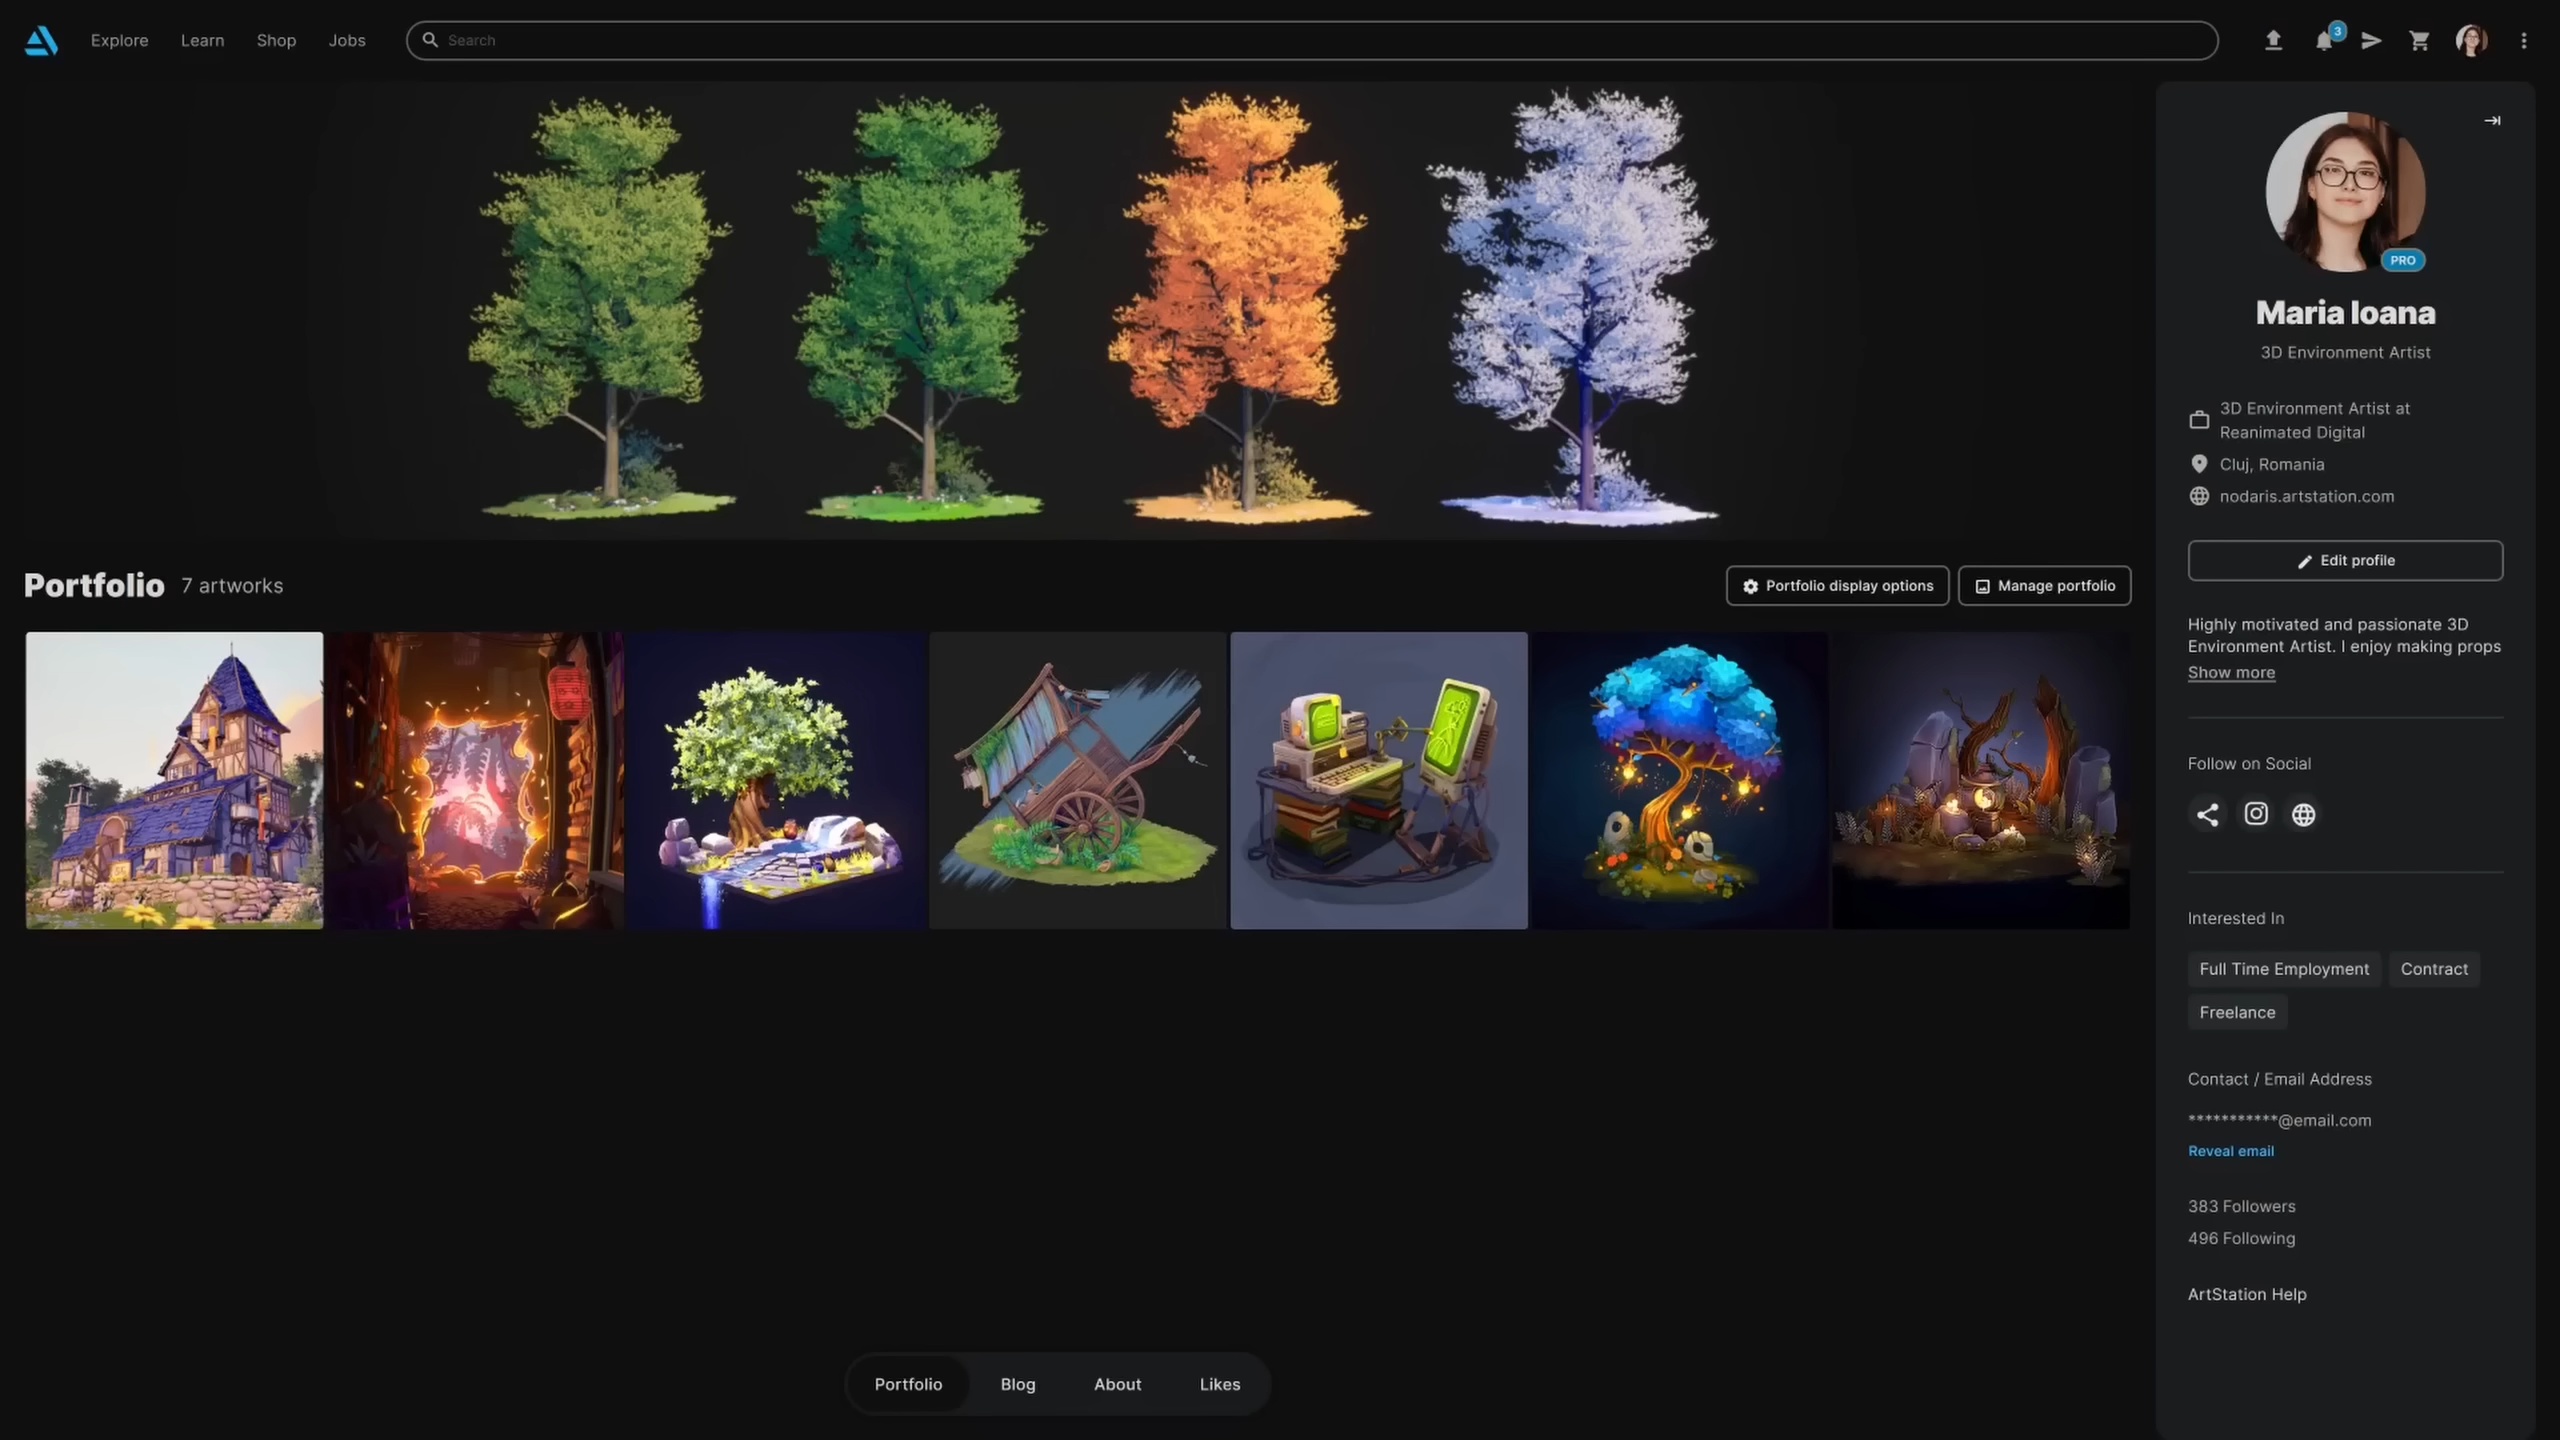 Explore Learn Shop Jobs Search 3
PRO
Maria Ioana
3D Environment Artist
3D Environment Artist at
Reanimated Digital
Cluj, Romania
nodaris.artstation.com
Edit profile
Portfolio 7 artworks Portfolio display options Manage portfolio
Highly motivated and passionate 3D
Environment Artist. I enjoy making props
Show more
Follow on Social
Interested In
Full Time Employment Contract
Freelance
Contact / Email Address
***********@email.com
Reveal email
383 Followers
496 Following
ArtStation Help
Portfolio Blog About Likes